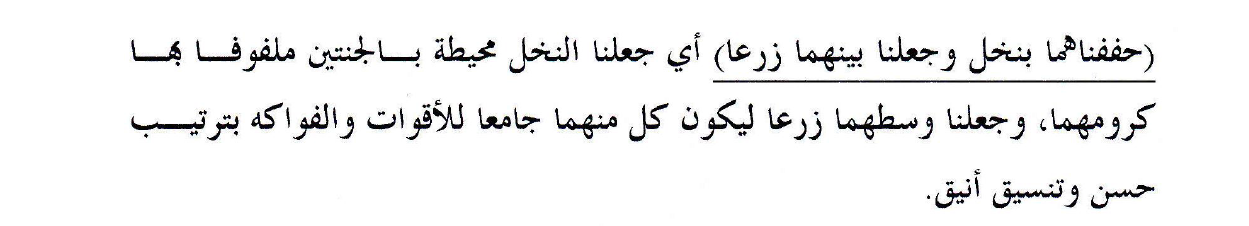 (حففناهما بنخل وجعلنا بينهما زرعا) أي جعلنا النخل محيطة بالجنتين ملفوفا بها
كرومهما، وجعلنا وسطهما زرعا ليكون كل منهما جامعا للأقوات والفواكه بترتيب
حسن وتنسيق أنيق.